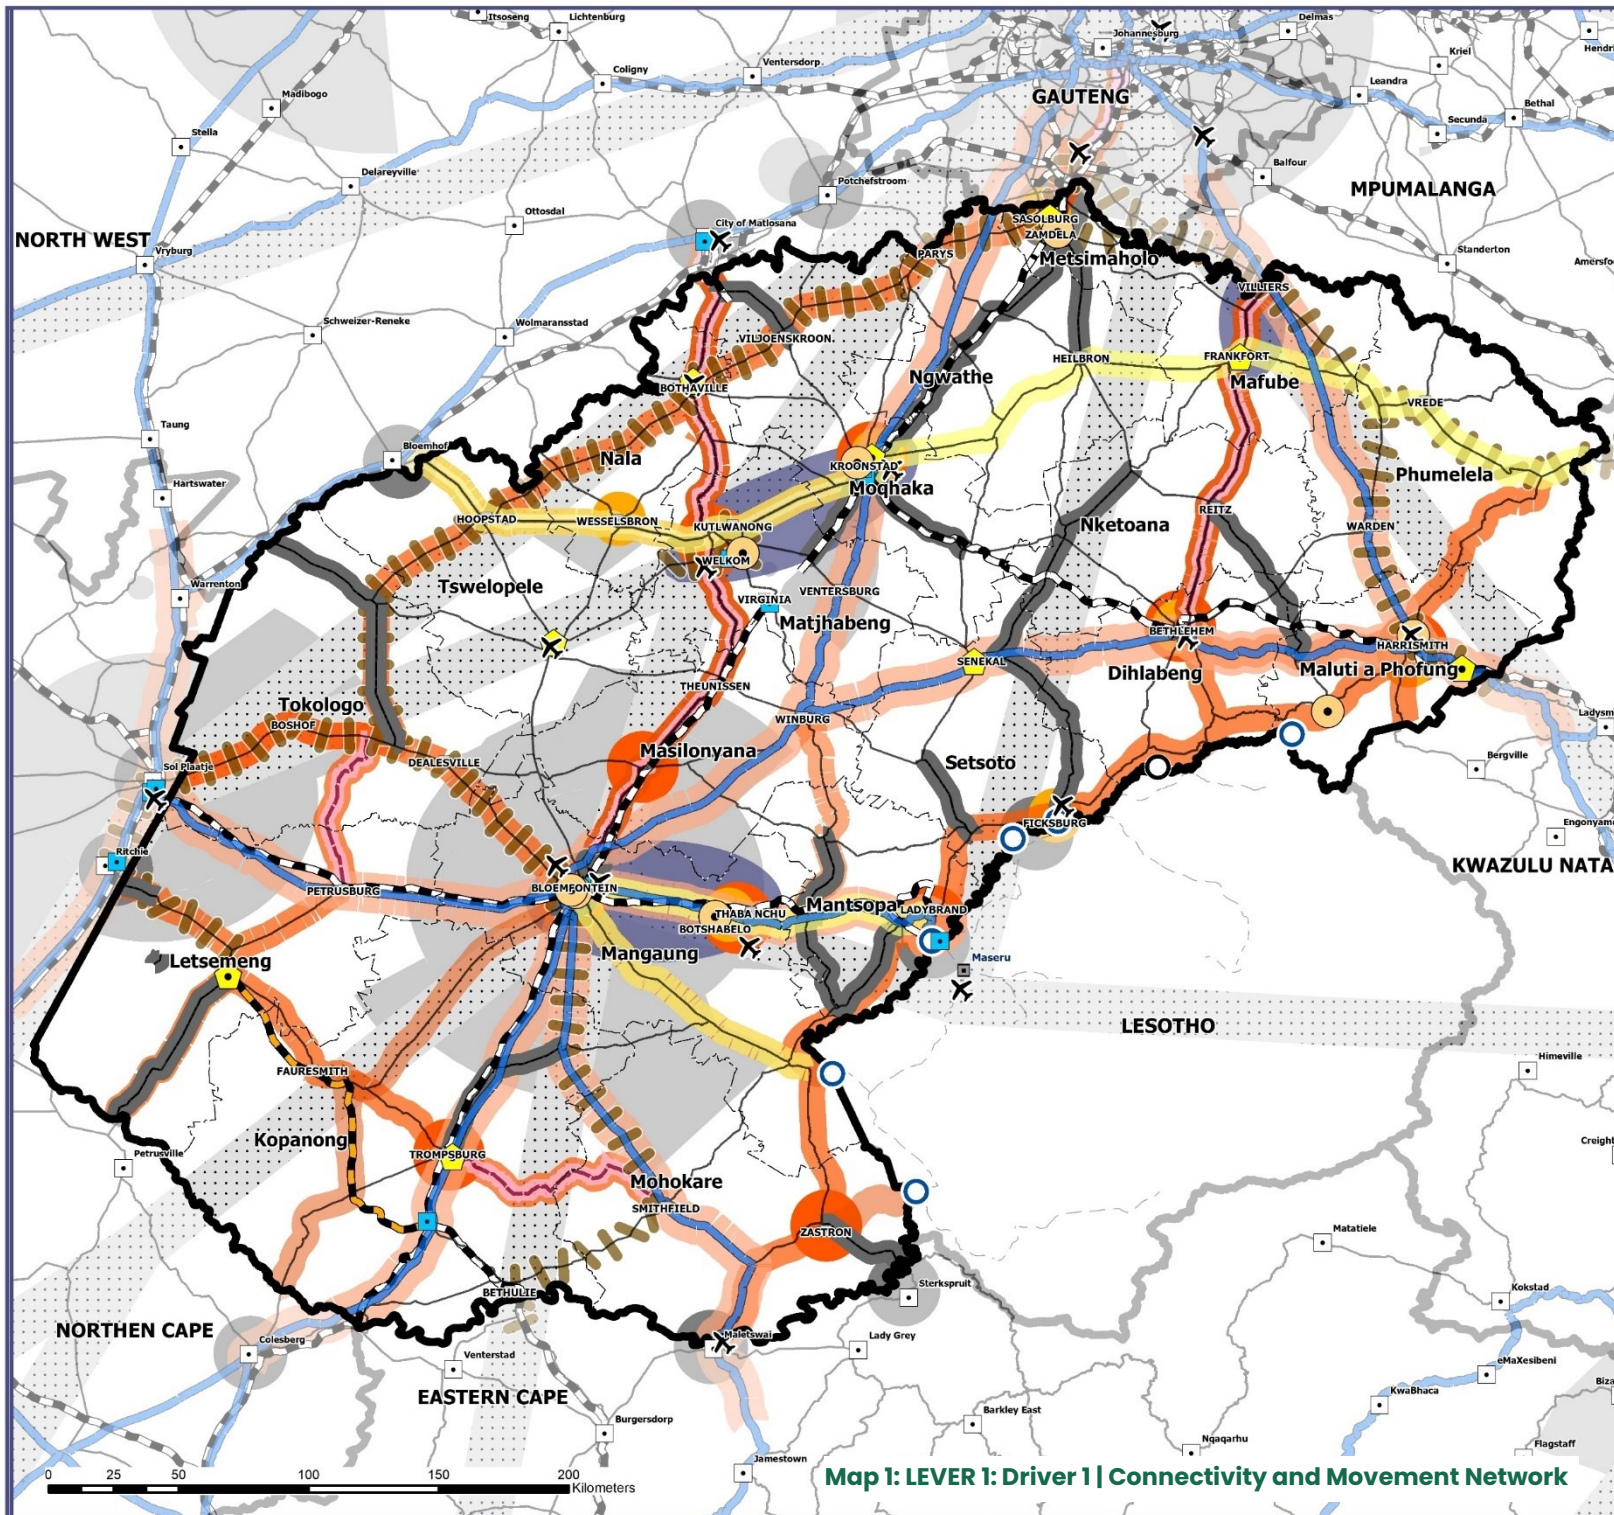 Itsoseng
Lichtenburg
Delmas
Johannesburg
Hendri
Kriel
Coligny
Ventersdorp
Leandra
GAUTENG
Madibogo
Bethal
Stella
Secunda
Balfour
Delareyville
Potchefstroom
MPUMALANGA
Ottosdal
City of Matlosana
SASOLBURG
ZAMDELA
NORTH WEST
Vryburg
PARYS
Metsimaholo
Standerton
Amersfoo
VILLIERS
Schweizer-Reneke
Wolmaransstad
VILJOENSKROON
HEILBRON
FRANKFORT
Ngwathe
Mafube
BOTHAVILLE
VREDE
Taung
Bloemhof
Nala
KROONSTAD
Phumelela
Hartswater
Moqhaka
HOOPSTAD
WESSELSBRON
KUTLWANONG
Nketoana
REITZ
WARDEN
WELKOM
Tswelopele
Warrenton
VIRGINIA
VENTERSBURG
Matjhabeng
BETHLEHEM
HARRISMITH
SENEKAL
Dihlabeng
Maluti a Phofung
THEUNISSEN
Tokologo
BOSHOF
WINBURG
Ladysm
Masilonyana
DEALESVILLE
Setsoto
Bergville
Sol Plaatje
FICKSBURG
Engonyame
Ritchie
KWAZULU NATA
PETRUSBURG
BLOEMFONTEIN
THABA NCHU
Mantsopa
LADYBRAND
BOTSHABELO
Mangaung
Maseru
Letsemeng
LESOTHO
Himeville
FAURESMITH
Kopanong
Creight
TROMPSBURG
Petrusville
Mohokare
SMITHFIELD
ZASTRON
Matatiele
Sterkspruit
Kokstad
BETHULIE
NORTHEN CAPE
Colesberg
Maletswai
Lady Grey
Venterstad
eMaXesibeni
EASTERN CAPE
KwaBhaca
Biza
Burgersdorp
Barkley East
Nqaqarhu
Flagstaff
Jamestown
0 25 50 100 150 200
Kilometers
Map 1: LEVER 1: Driver 1 | Connectivity and Movement Network